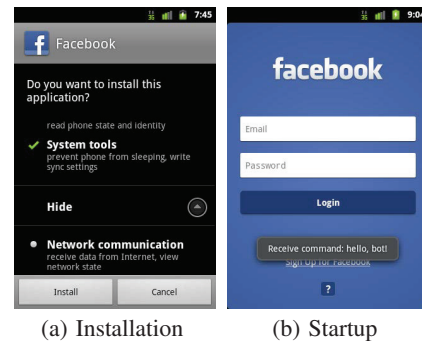 7:45
Facebook
Do you want to install this
application?
read phone state and identity
System tools
prevent phone from sleeping, write
sync settings
Hide
Network communication
receive data from Internet, view
network state
Install Cancel
(a) Installation
9:04
facebook
Email
Password
Login
Receive command: hello, bot!
Sign Up for Facebook
?
(b) Startup